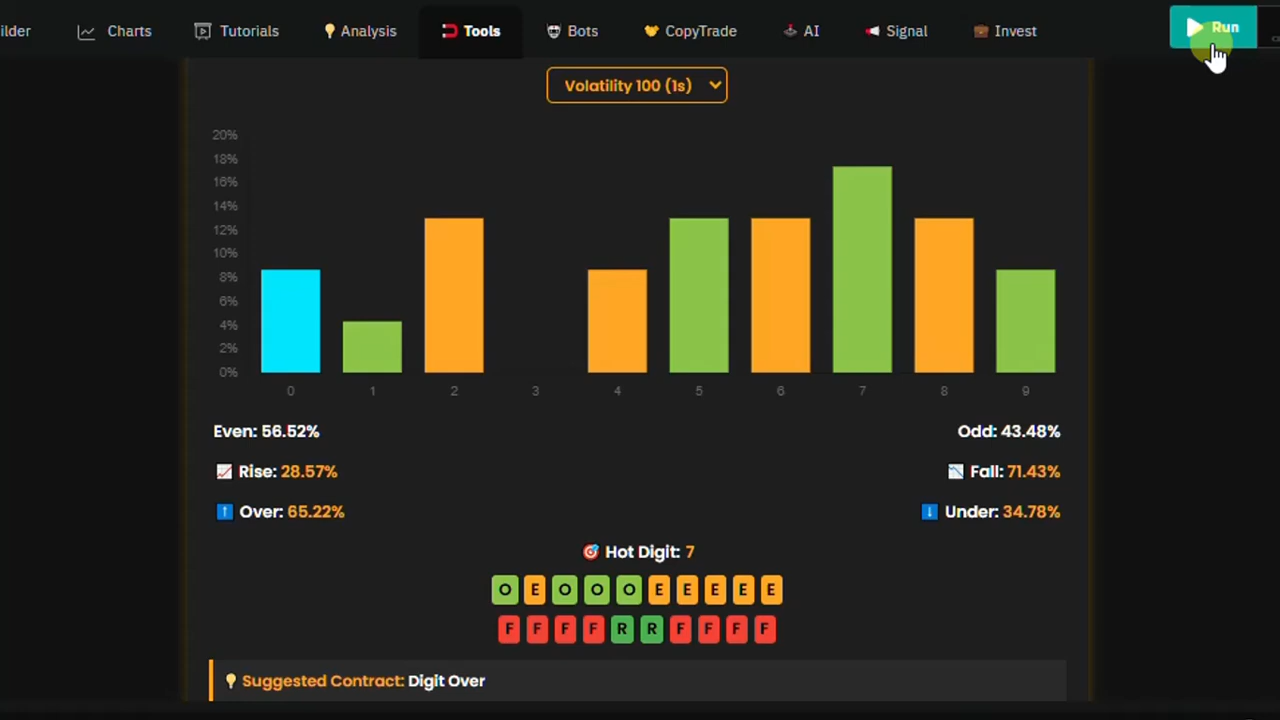 ilder Charts Tutorials Analysis Tools Bots CopyTrade AI Signal Invest Run
Volatility 100 (1s)
20%
18%
16%
14%
12%
10%
8%
6%
4%
2%
0%
0 1 2 3 4 5 6 7 8 9
Even: 56.52% Odd: 43.48%
Rise: 28.57% Fall: 71.43%
Over: 65.22% Under: 34.78%
Hot Digit: 7
O E O O O E E E E E
F F F F R R F F F F
Suggested Contract: Digit Over